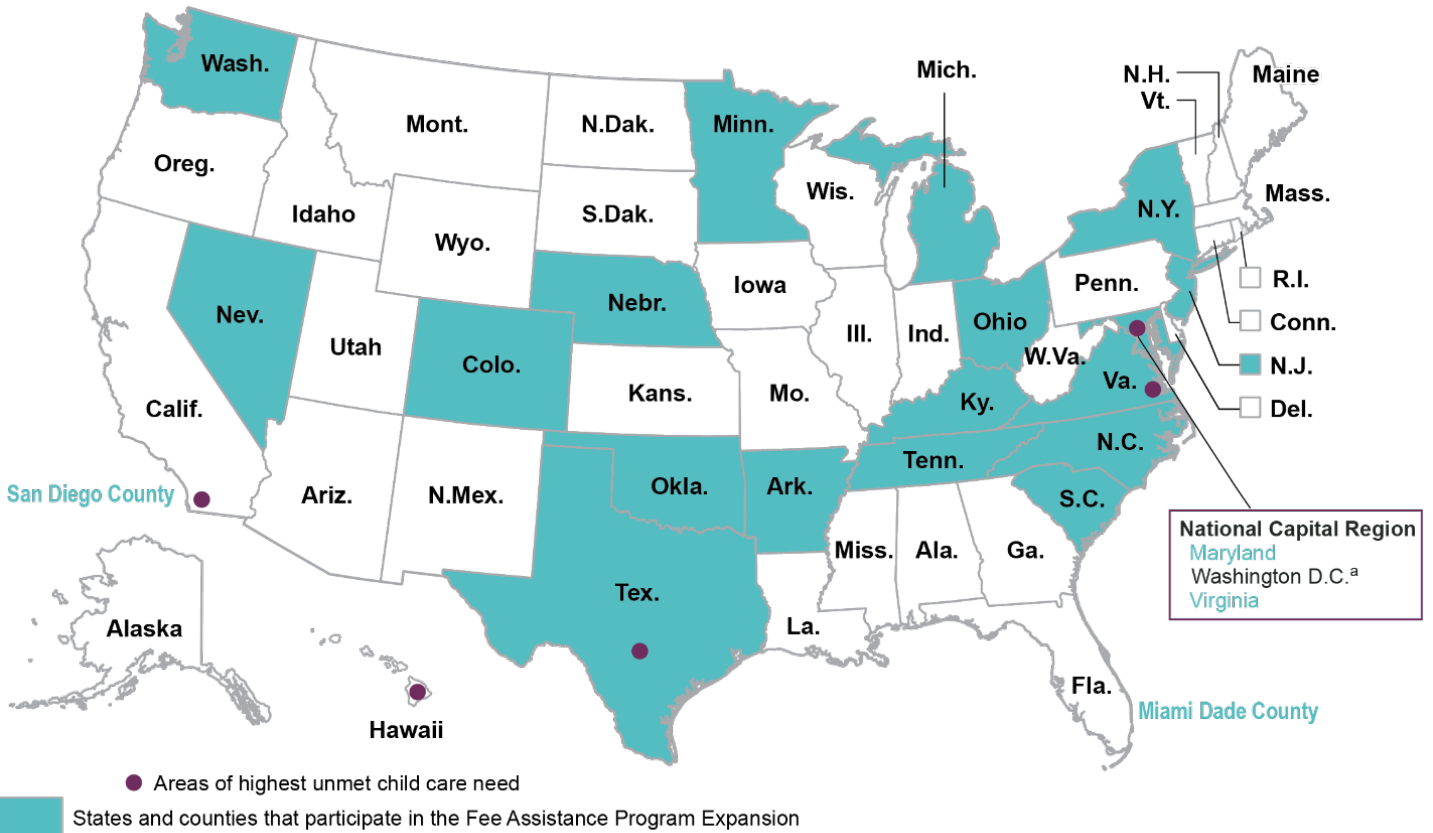 Mich.
N.H.
Maine
Vt.
Wash.
Mont.
N.Dak.
Minn.
Oreg.
Wis.
Mass.
Idaho
S.Dak.
N.Y.
Wyo.
R.I.
Iowa
Penn.
Nebr.
Nev.
Ohio
Conn.
Utah
Ill.
Ind.
W.Va.
Colo.
N.J.
Va.
Kans.
Mo.
Calif.
Ky.
Del.
N.C.
Tenn.
San Diego County
Ariz.
N.Mex.
Okla.
Ark.
S.C.
National Capital Region
Maryland
Washington D.C.a
Virginia
Miss.
Ala.
Ga.
Tex.
Alaska
La.
Fla.
Miami Dade County
Hawaii
Areas of highest unmet child care need
States and counties that participate in the Fee Assistance Program Expansion